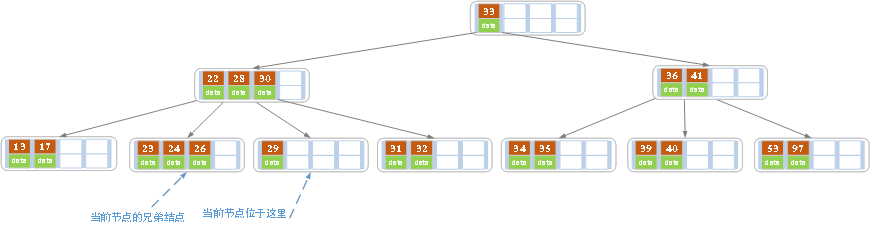 33
data
22 28 30
data data data
36 41
data data
13 17
data data
23 24 26
data data data
29
data
31 32
data data
34 35
data data
39 40
data data
53 97
data data
当前节点的兄弟结点
当前节点位于这里